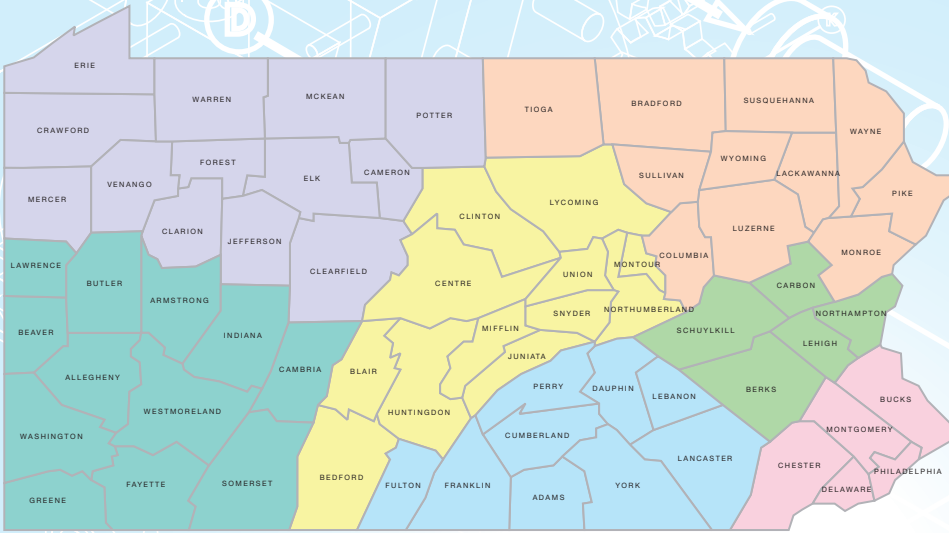 D
ERIE
WARREN
MCKEAN
POTTER
TIOGA
BRADFORD
SUSQUEHANNA
WAYNE
CRAWFORD
FOREST
ELK
CAMERON
SULLIVAN
WYOMING
LACKAWANNA
PIKE
MERCER
VENANGO
CLARION
JEFFERSON
CLEARFIELD
CLINTON
LYCOMING
LUZERNE
MONROE
COLUMBIA
MONTOUR
LAWRENCE
BUTLER
ARMSTRONG
CENTRE
UNION
CARBON
NORTHAMPTON
BEAVER
INDIANA
SNYDER
NORTHUMBERLAND
SCHUYLKILL
LEHIGH
MIFFLIN
JUNIATA
ALLEGHENY
CAMBRIA
BLAIR
PERRY
DAUPHIN
LEBANON
BERKS
BUCKS
WESTMORELAND
HUNTINGDON
CUMBERLAND
MONTGOMERY
WASHINGTON
LANCASTER
CHESTER
PHILADELPHIA
DELAWARE
GREENE
FAYETTE
SOMERSET
BEDFORD
FULTON
FRANKLIN
ADAMS
YORK